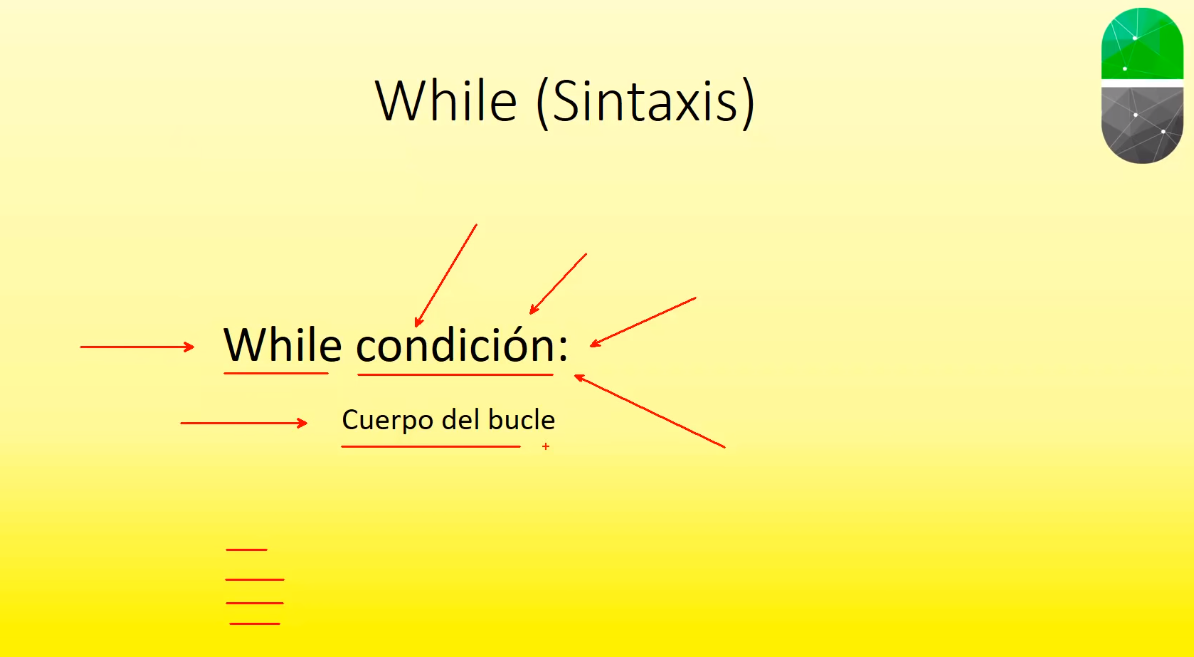 While (Sintaxis)
While condición:
Cuerpo del bucle